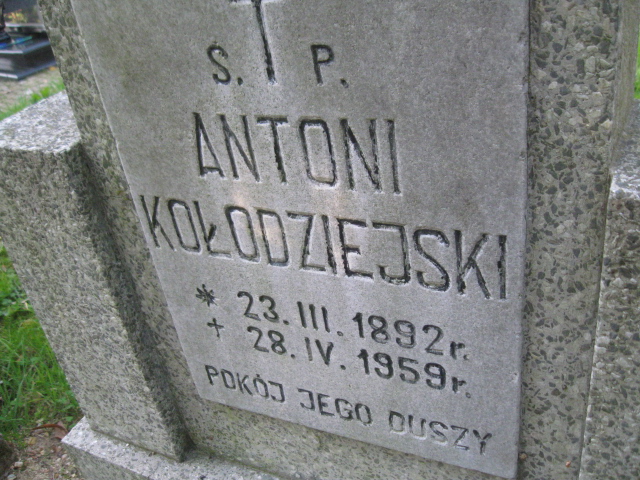 Ś. P.
ANTONI
KOŁODZIEJSKI
* 23. III. 1892 r.
+ 28. IV. 1959 r.
POKÓJ JEGO DUSZY